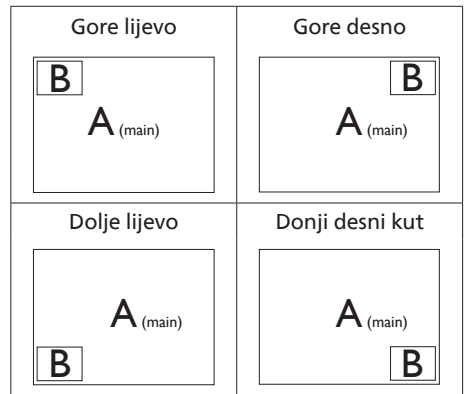 Gore lijevo
B
A (main)
Gore desno
B
A (main)
Dolje lijevo
A (main)
B
Donji desni kut
A (main)
B